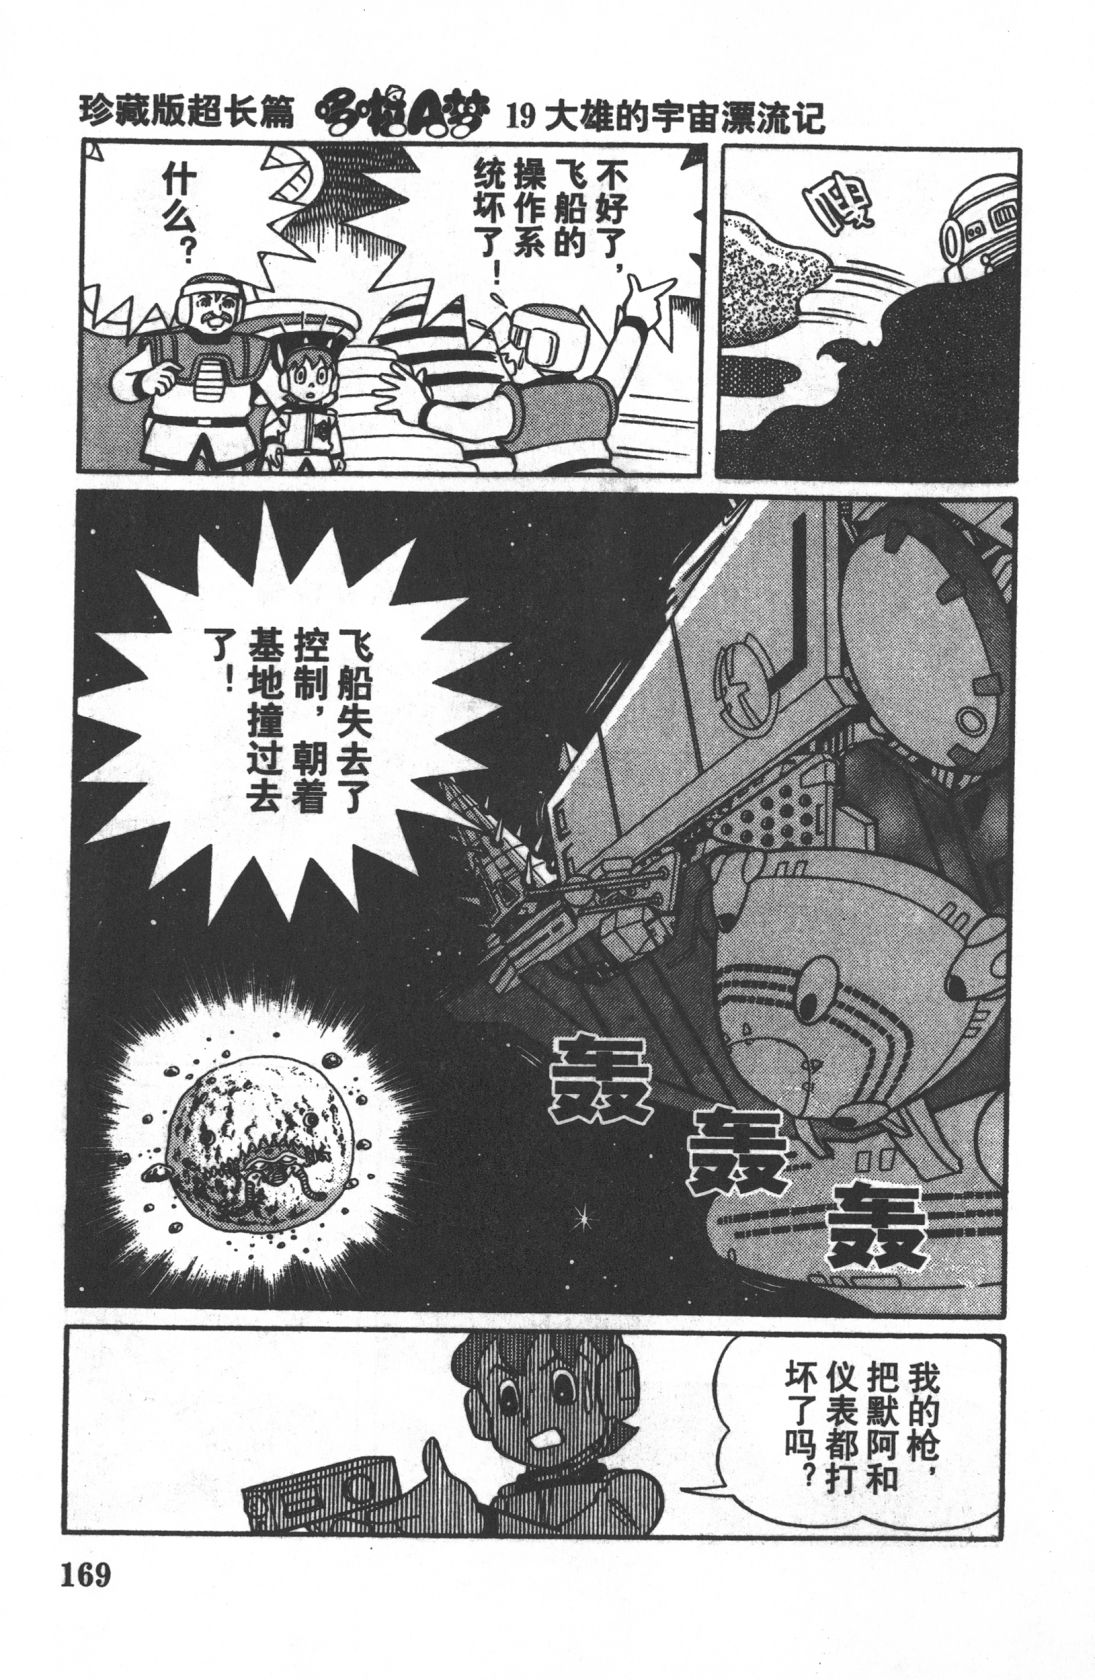 珍藏版超长篇 哆啦A梦 19 大雄的宇宙漂流记
不好了，
飞船的
操作系
统坏了！
什么？
飞船失去了
控制，朝着
基地撞过去
了！
轰
轰
轰
我的枪，
把默阿和
仪表都打
坏了吗？
169